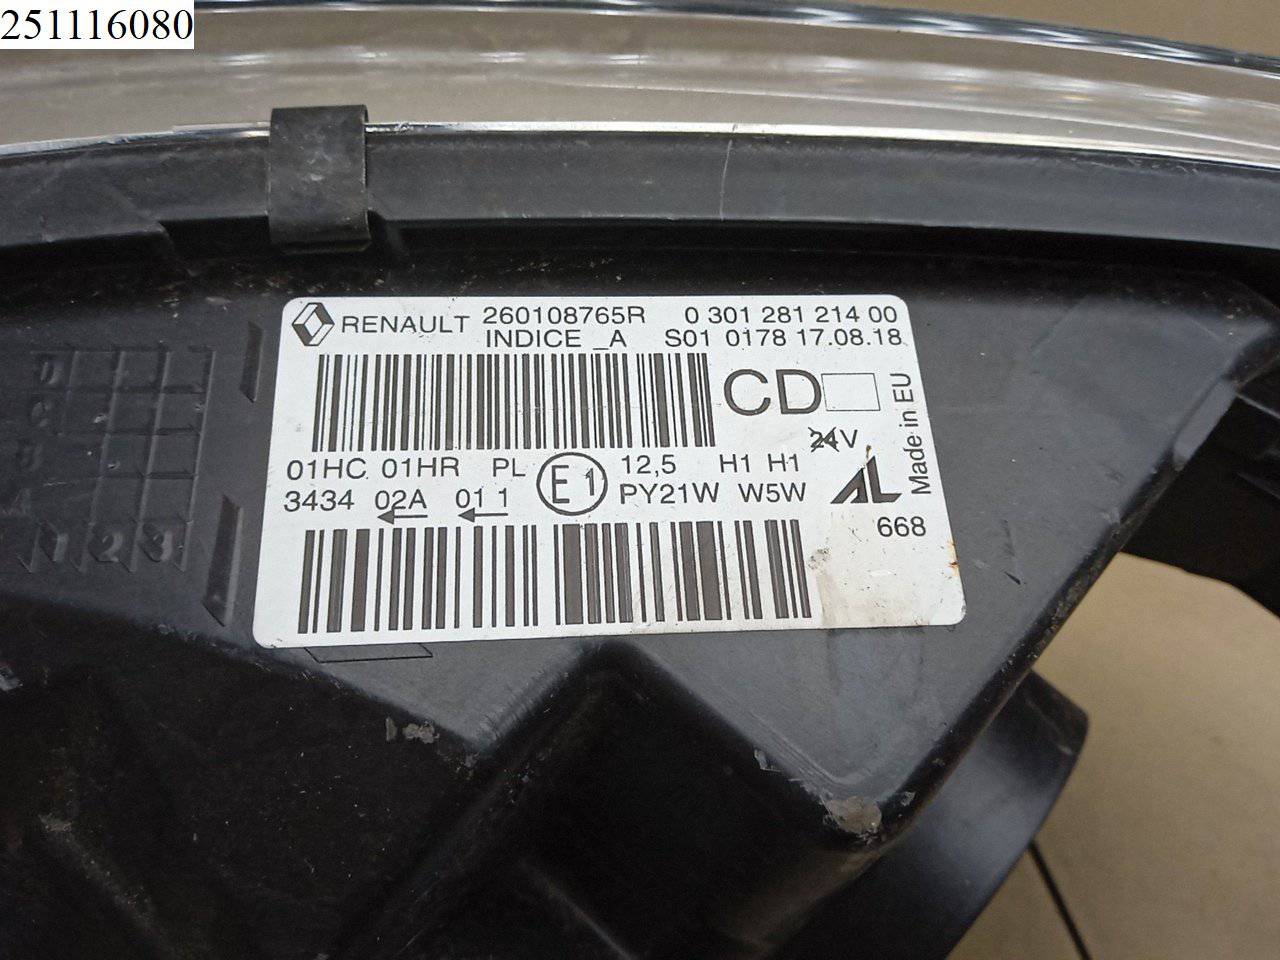 251116080
RENAULT 260108765R 0 301 281 214 00
INDICE _A S01 0178 17.08.18
CD
24V
Made in EU
01HC 01HR PL E1 12,5 H1 H1
3434 02A 01 1 PY21W W5W
AL
668
1 2 3